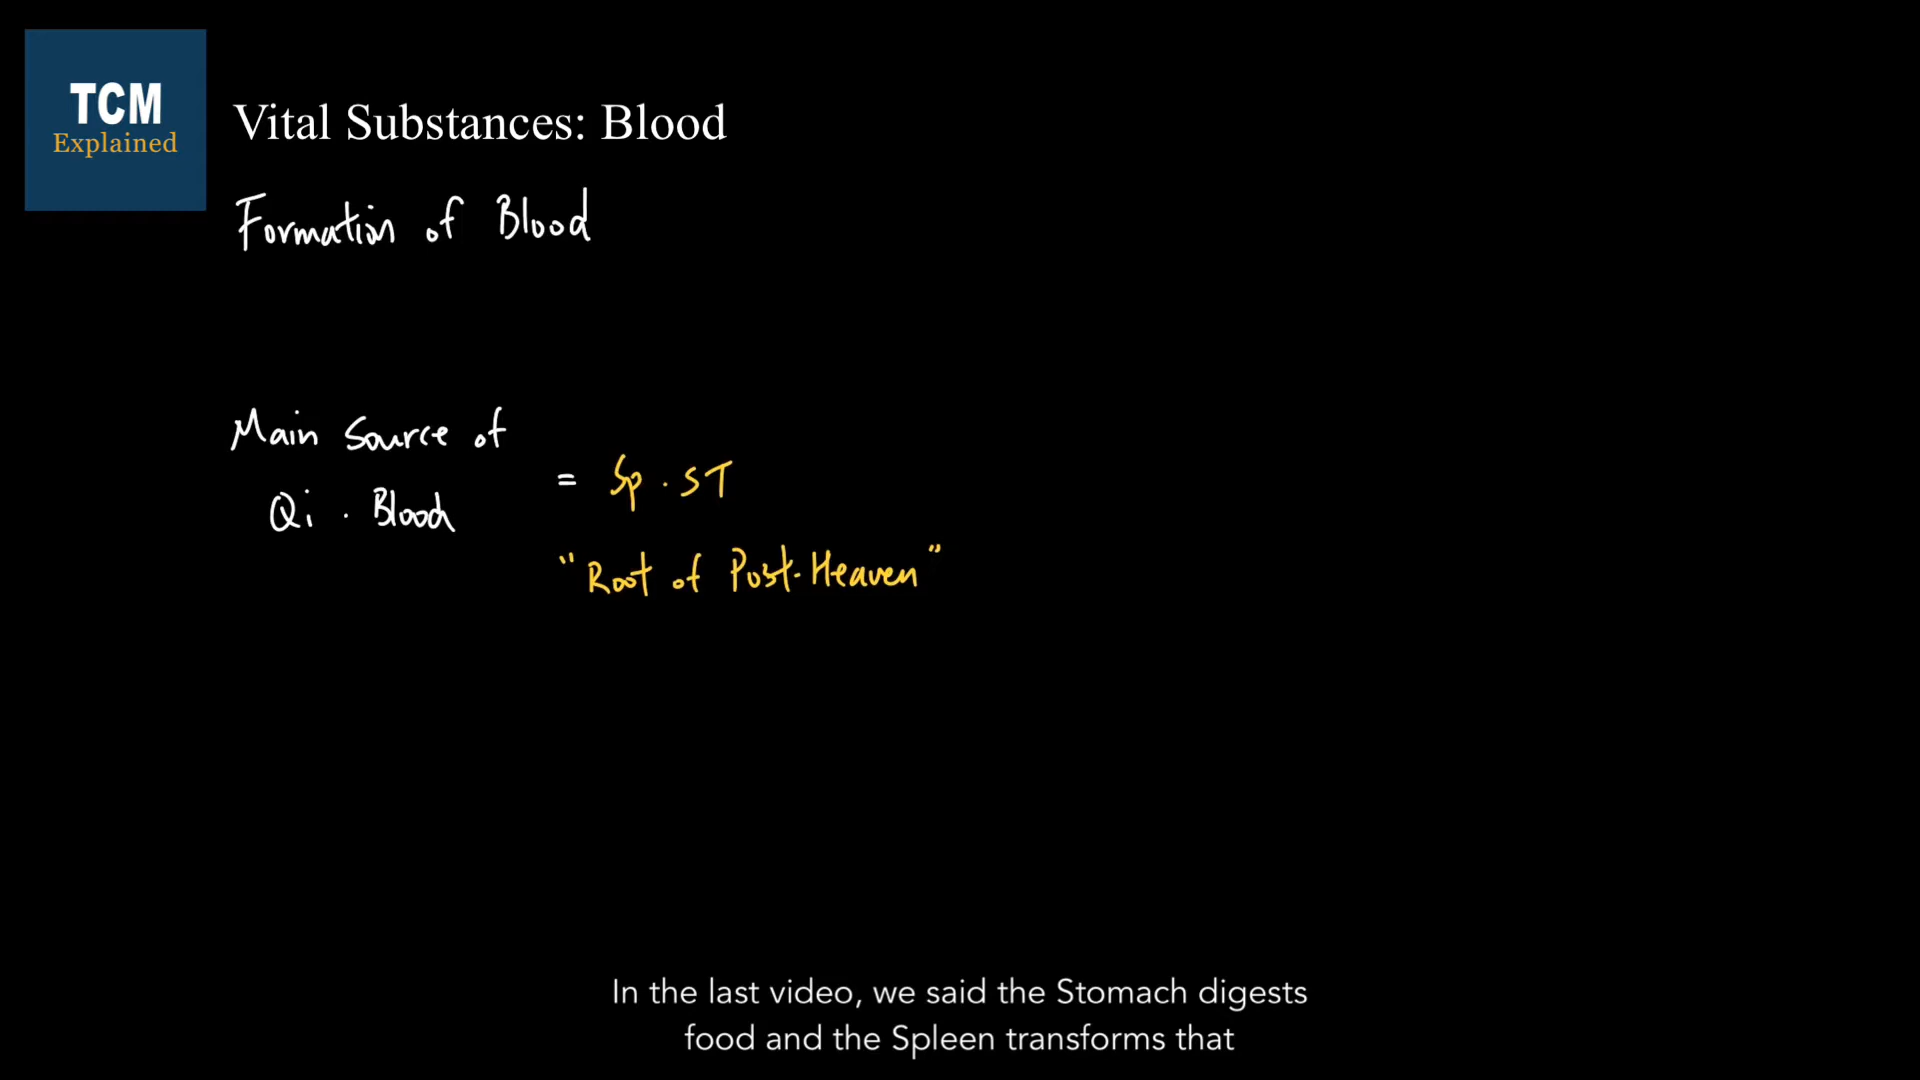 TCM
Explained
Vital Substances: Blood
Formation of Blood
Main Source of
Qi · Blood
= Sp · ST
"Root of Post-Heaven"
In the last video, we said the Stomach digests
food and the Spleen transforms that